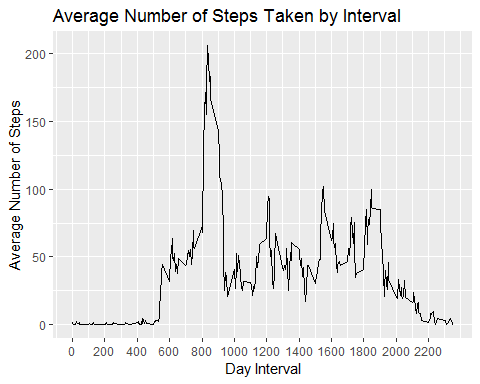 Average Number of Steps Taken by Interval
Average Number of Steps
200
150
100
50
0
0 200 400 600 800 1000 1200 1400 1600 1800 2000 2200
Day Interval